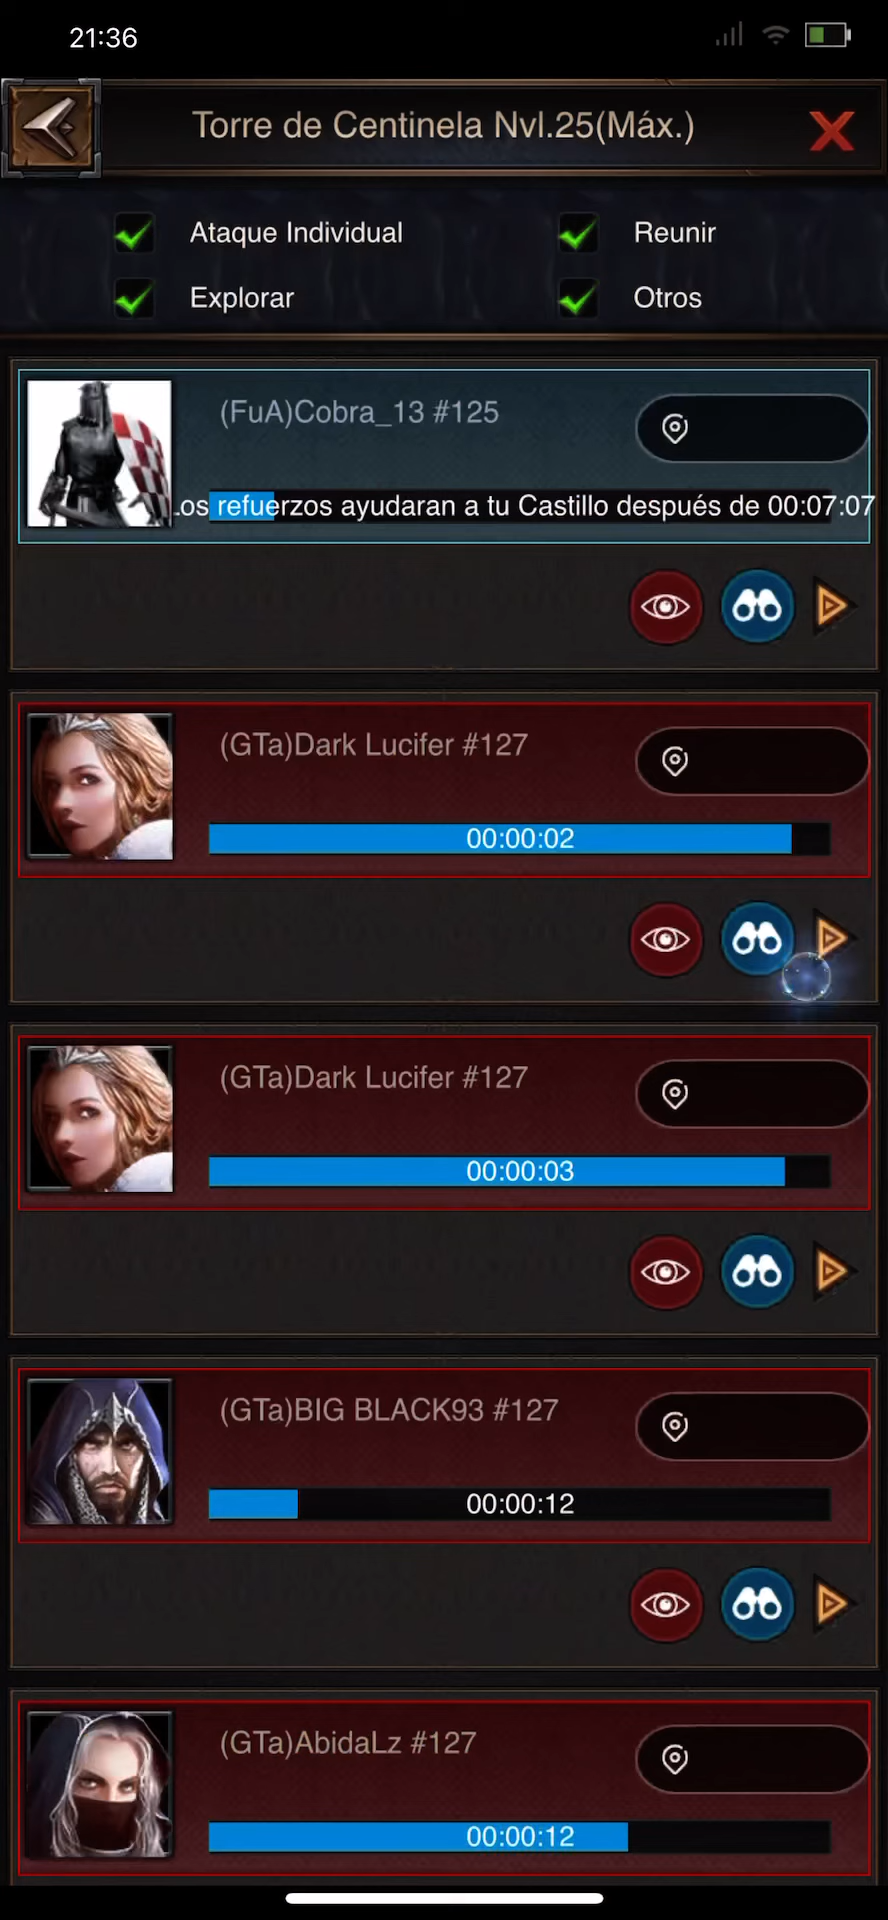 21:36
Torre de Centinela Nvl.25(Máx.)
Ataque Individual
Reunir
Explorar
Otros
(FuA)Cobra_13 #125
Los refuerzos ayudaran a tu Castillo después de 00:07:07
(GTa)Dark Lucifer #127
00:00:02
(GTa)Dark Lucifer #127
00:00:03
(GTa)BIG BLACK93 #127
00:00:12
(GTa)AbidaLz #127
00:00:12